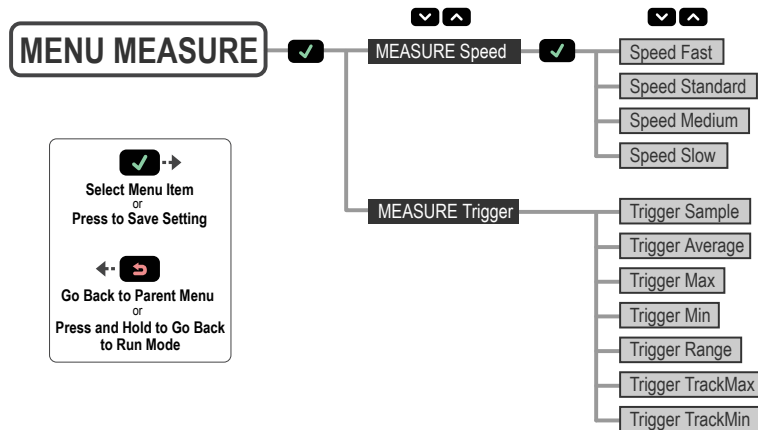 MENU MEASURE
MEASURE Speed
Speed Fast
Speed Standard
Speed Medium
Speed Slow
MEASURE Trigger
Trigger Sample
Trigger Average
Trigger Max
Trigger Min
Trigger Range
Trigger TrackMax
Trigger TrackMin
Select Menu Item
or
Press to Save Setting
Go Back to Parent Menu
or
Press and Hold to Go Back
to Run Mode